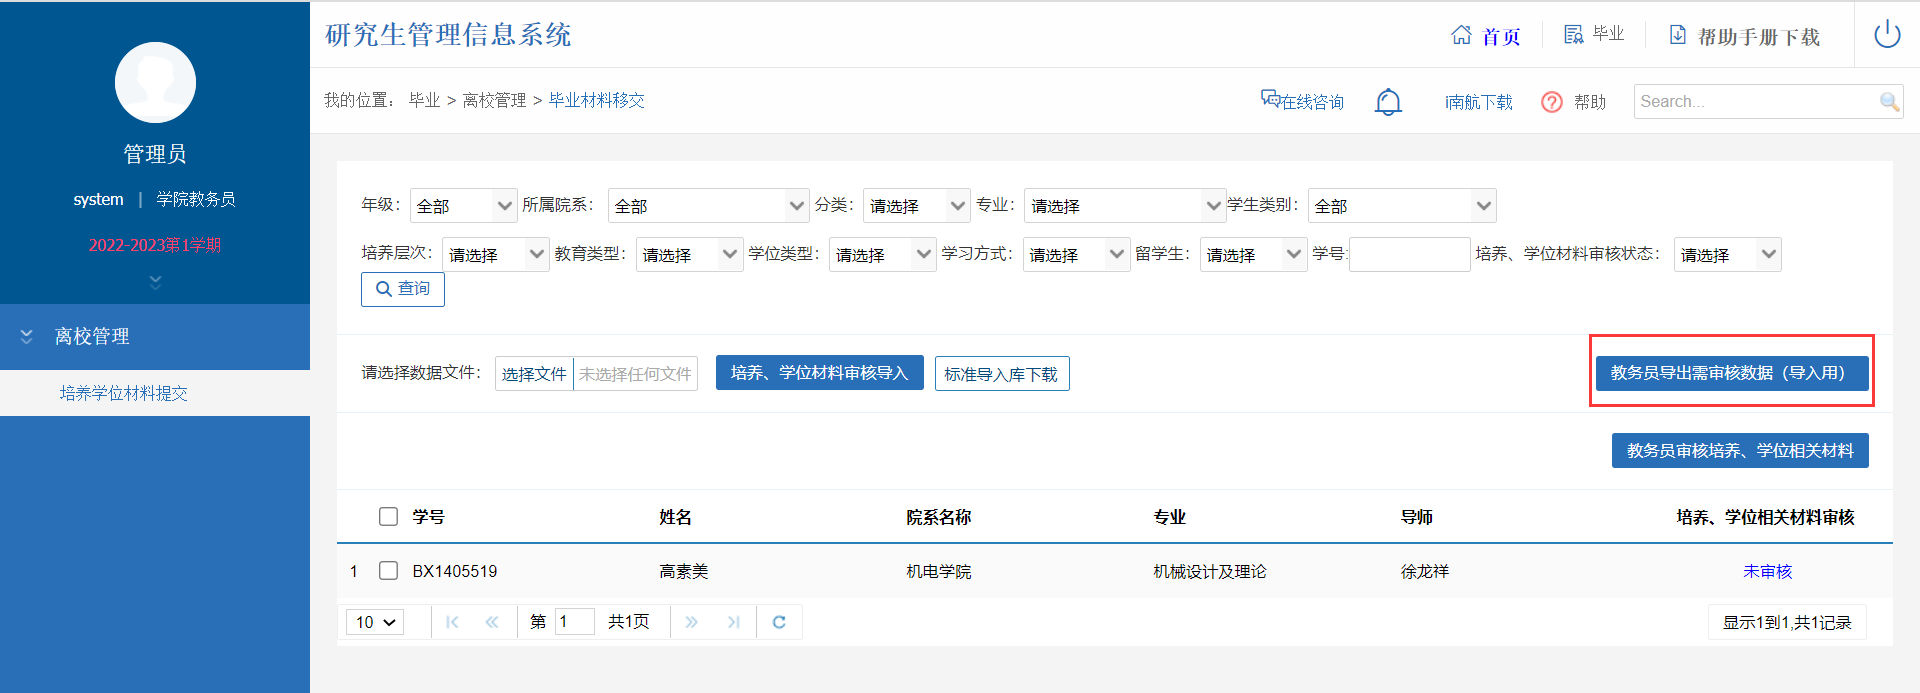 研究生管理信息系统
首页
毕业
帮助手册下载
管理员
system | 学院教务员
2022-2023第1学期
离校管理
培养学位材料提交
我的位置： 毕业 > 离校管理 > 毕业材料移交
在线咨询
i南航下载
帮助
Search...
年级： 全部 所属院系： 全部 分类： 请选择 专业： 请选择 学生类别： 全部
培养层次： 请选择 教育类型： 请选择 学位类型： 请选择 学习方式： 请选择 留学生： 请选择 学号: 培养、学位材料审核状态： 请选择
查询
请选择数据文件： 选择文件 未选择任何文件 培养、学位材料审核导入 标准导入库下载 教务员导出需审核数据（导入用）
教务员审核培养、学位相关材料
学号 姓名 院系名称 专业 导师 培养、学位相关材料审核
1 BX1405519 高素美 机电学院 机械设计及理论 徐龙祥 未审核
10 第 1 共1页 显示1到1,共1记录